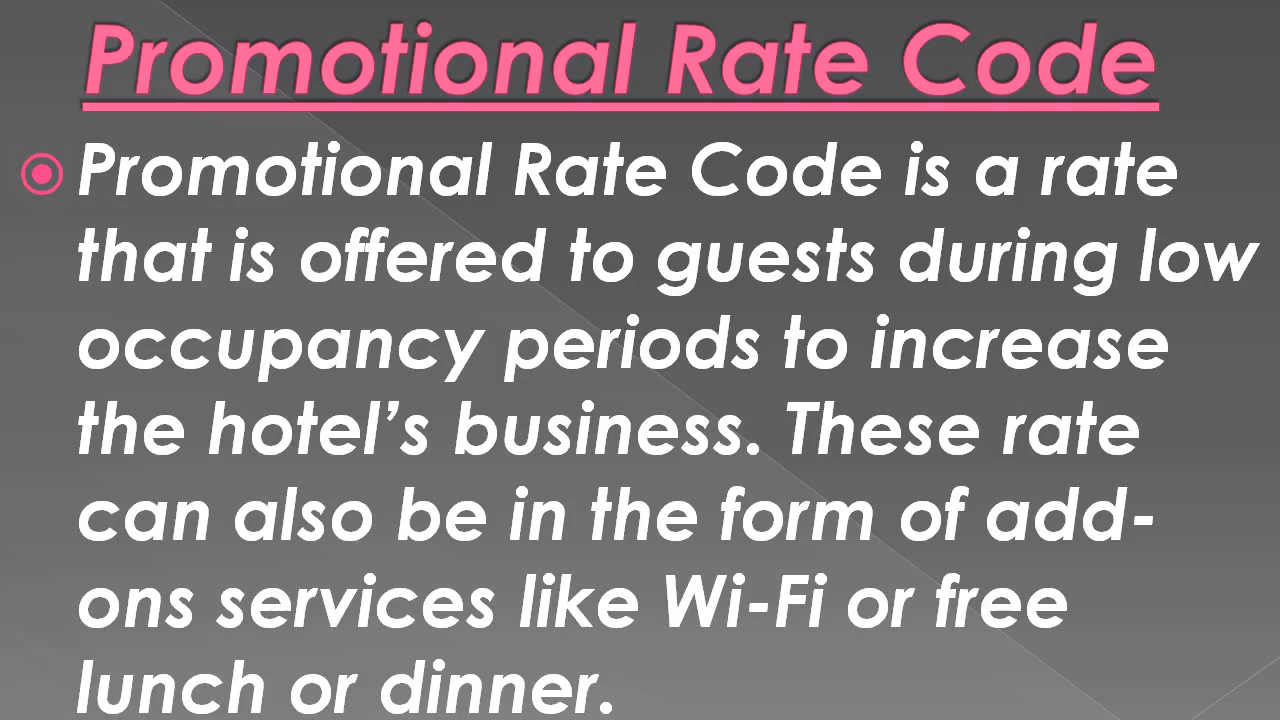 Promotional Rate Code
Promotional Rate Code is a rate
that is offered to guests during low
occupancy periods to increase
the hotel’s business. These rate
can also be in the form of add-
ons services like Wi-Fi or free
lunch or dinner.